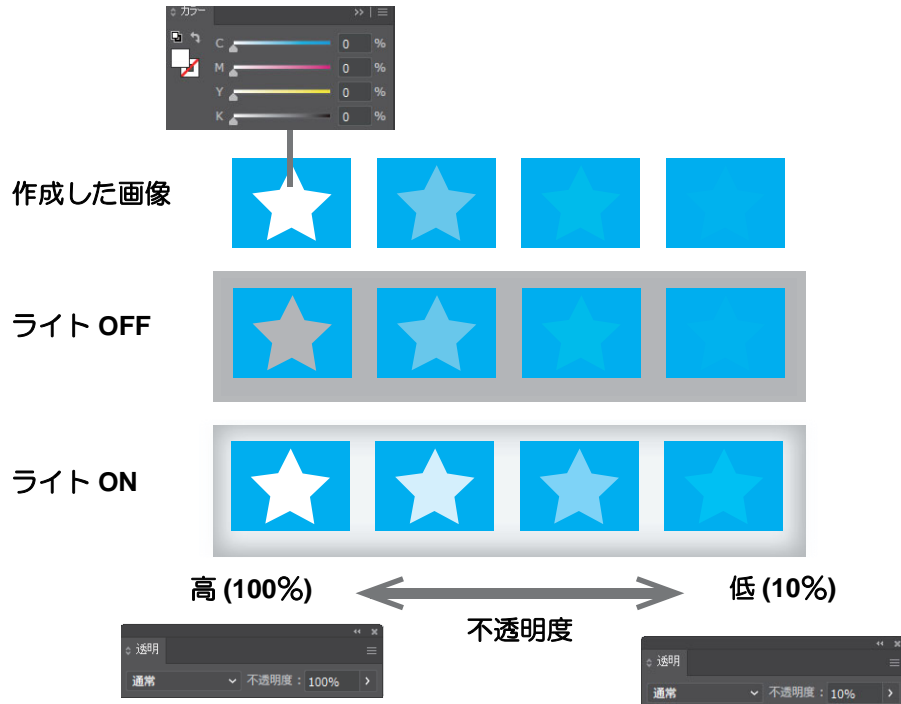 カラー
C 0 %
M 0 %
Y 0 %
K 0 %
作成した画像
ライト OFF
ライト ON
高 (100%)
低 (10%)
不透明度
透明
通常 不透明度 : 100%
透明
通常 不透明度 : 10%